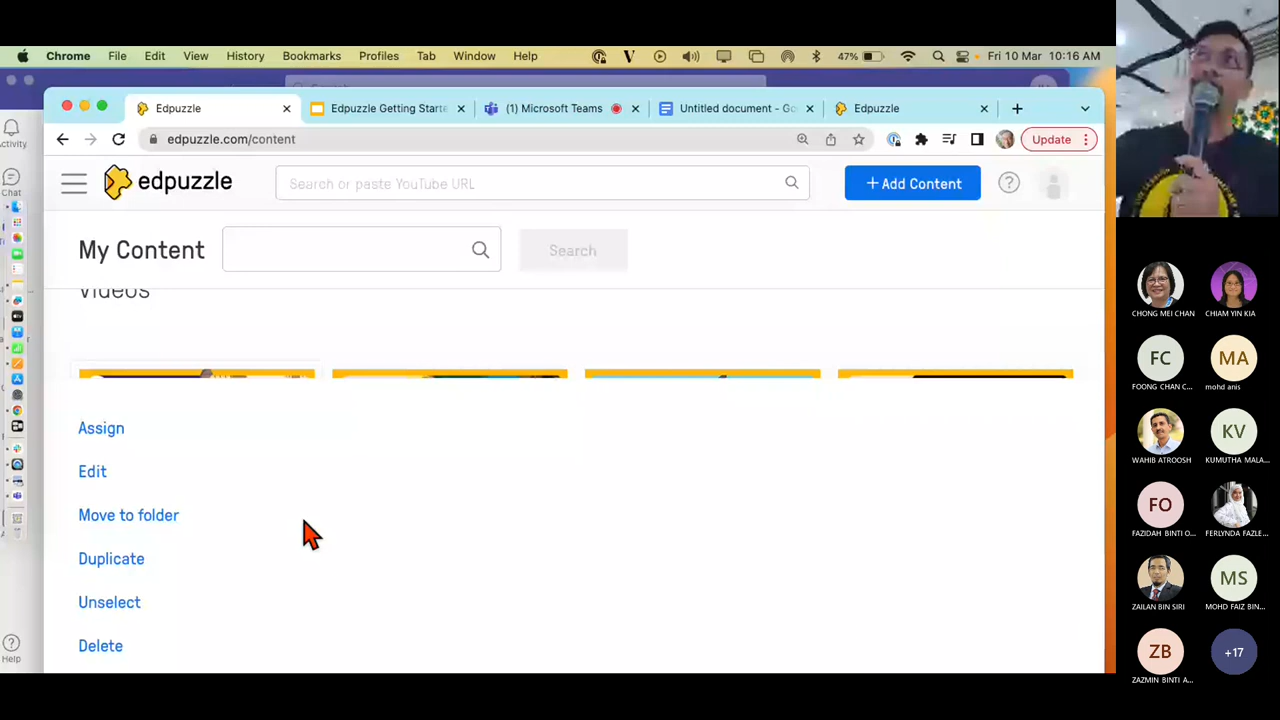 Chrome File Edit View History Bookmarks Profiles Tab Window Help 47% Fri 10 Mar 10:16 AM
Edpuzzle
Edpuzzle Getting Starte
(1) Microsoft Teams
Untitled document - Go
Edpuzzle
edpuzzle.com/content
Update
edpuzzle
Search or paste YouTube URL
+ Add Content
My Content
Search
Videos
Assign
Edit
Move to folder
Duplicate
Unselect
Delete
Activity
Chat
Help
CHONG MEI CHAN
CHIAM YIN KIA
FC
FOONG CHAN C...
MA
mohd anis
WAHIB ATROOSH
KV
KUMUTHA MALA...
FO
FAZIDAH BINTI O...
FERLYNDA FAZLE...
ZAILAN BIN SIRI
MS
MOHD FAIZ BIN...
ZB
ZAZMIN BINTI A...
+17